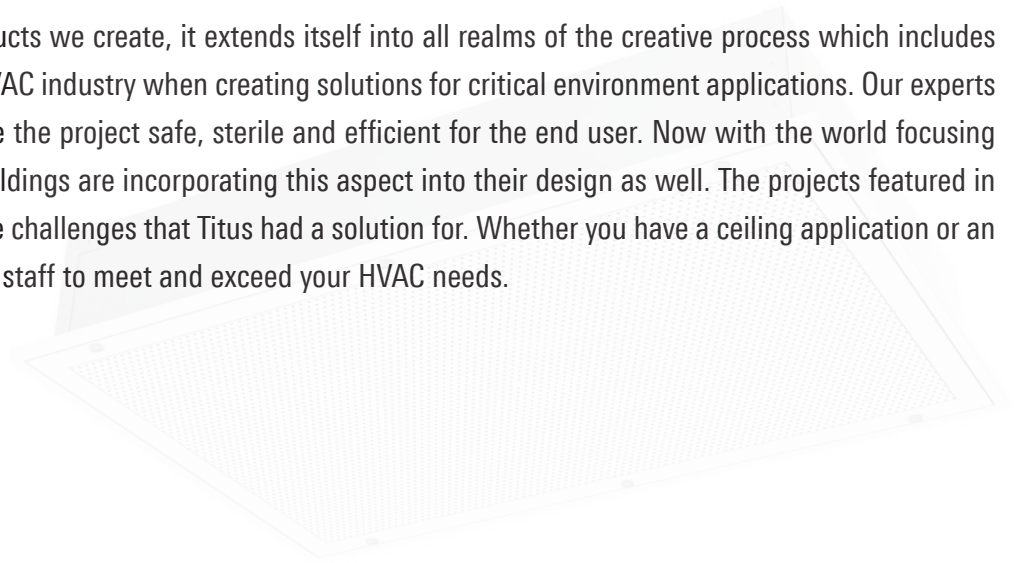 ucts we create, it extends itself into all realms of the creative process which includes
VAC industry when creating solutions for critical environment applications. Our experts
e the project safe, sterile and efficient for the end user. Now with the world focusing
ldings are incorporating this aspect into their design as well. The projects featured in
e challenges that Titus had a solution for. Whether you have a ceiling application or an
staff to meet and exceed your HVAC needs.